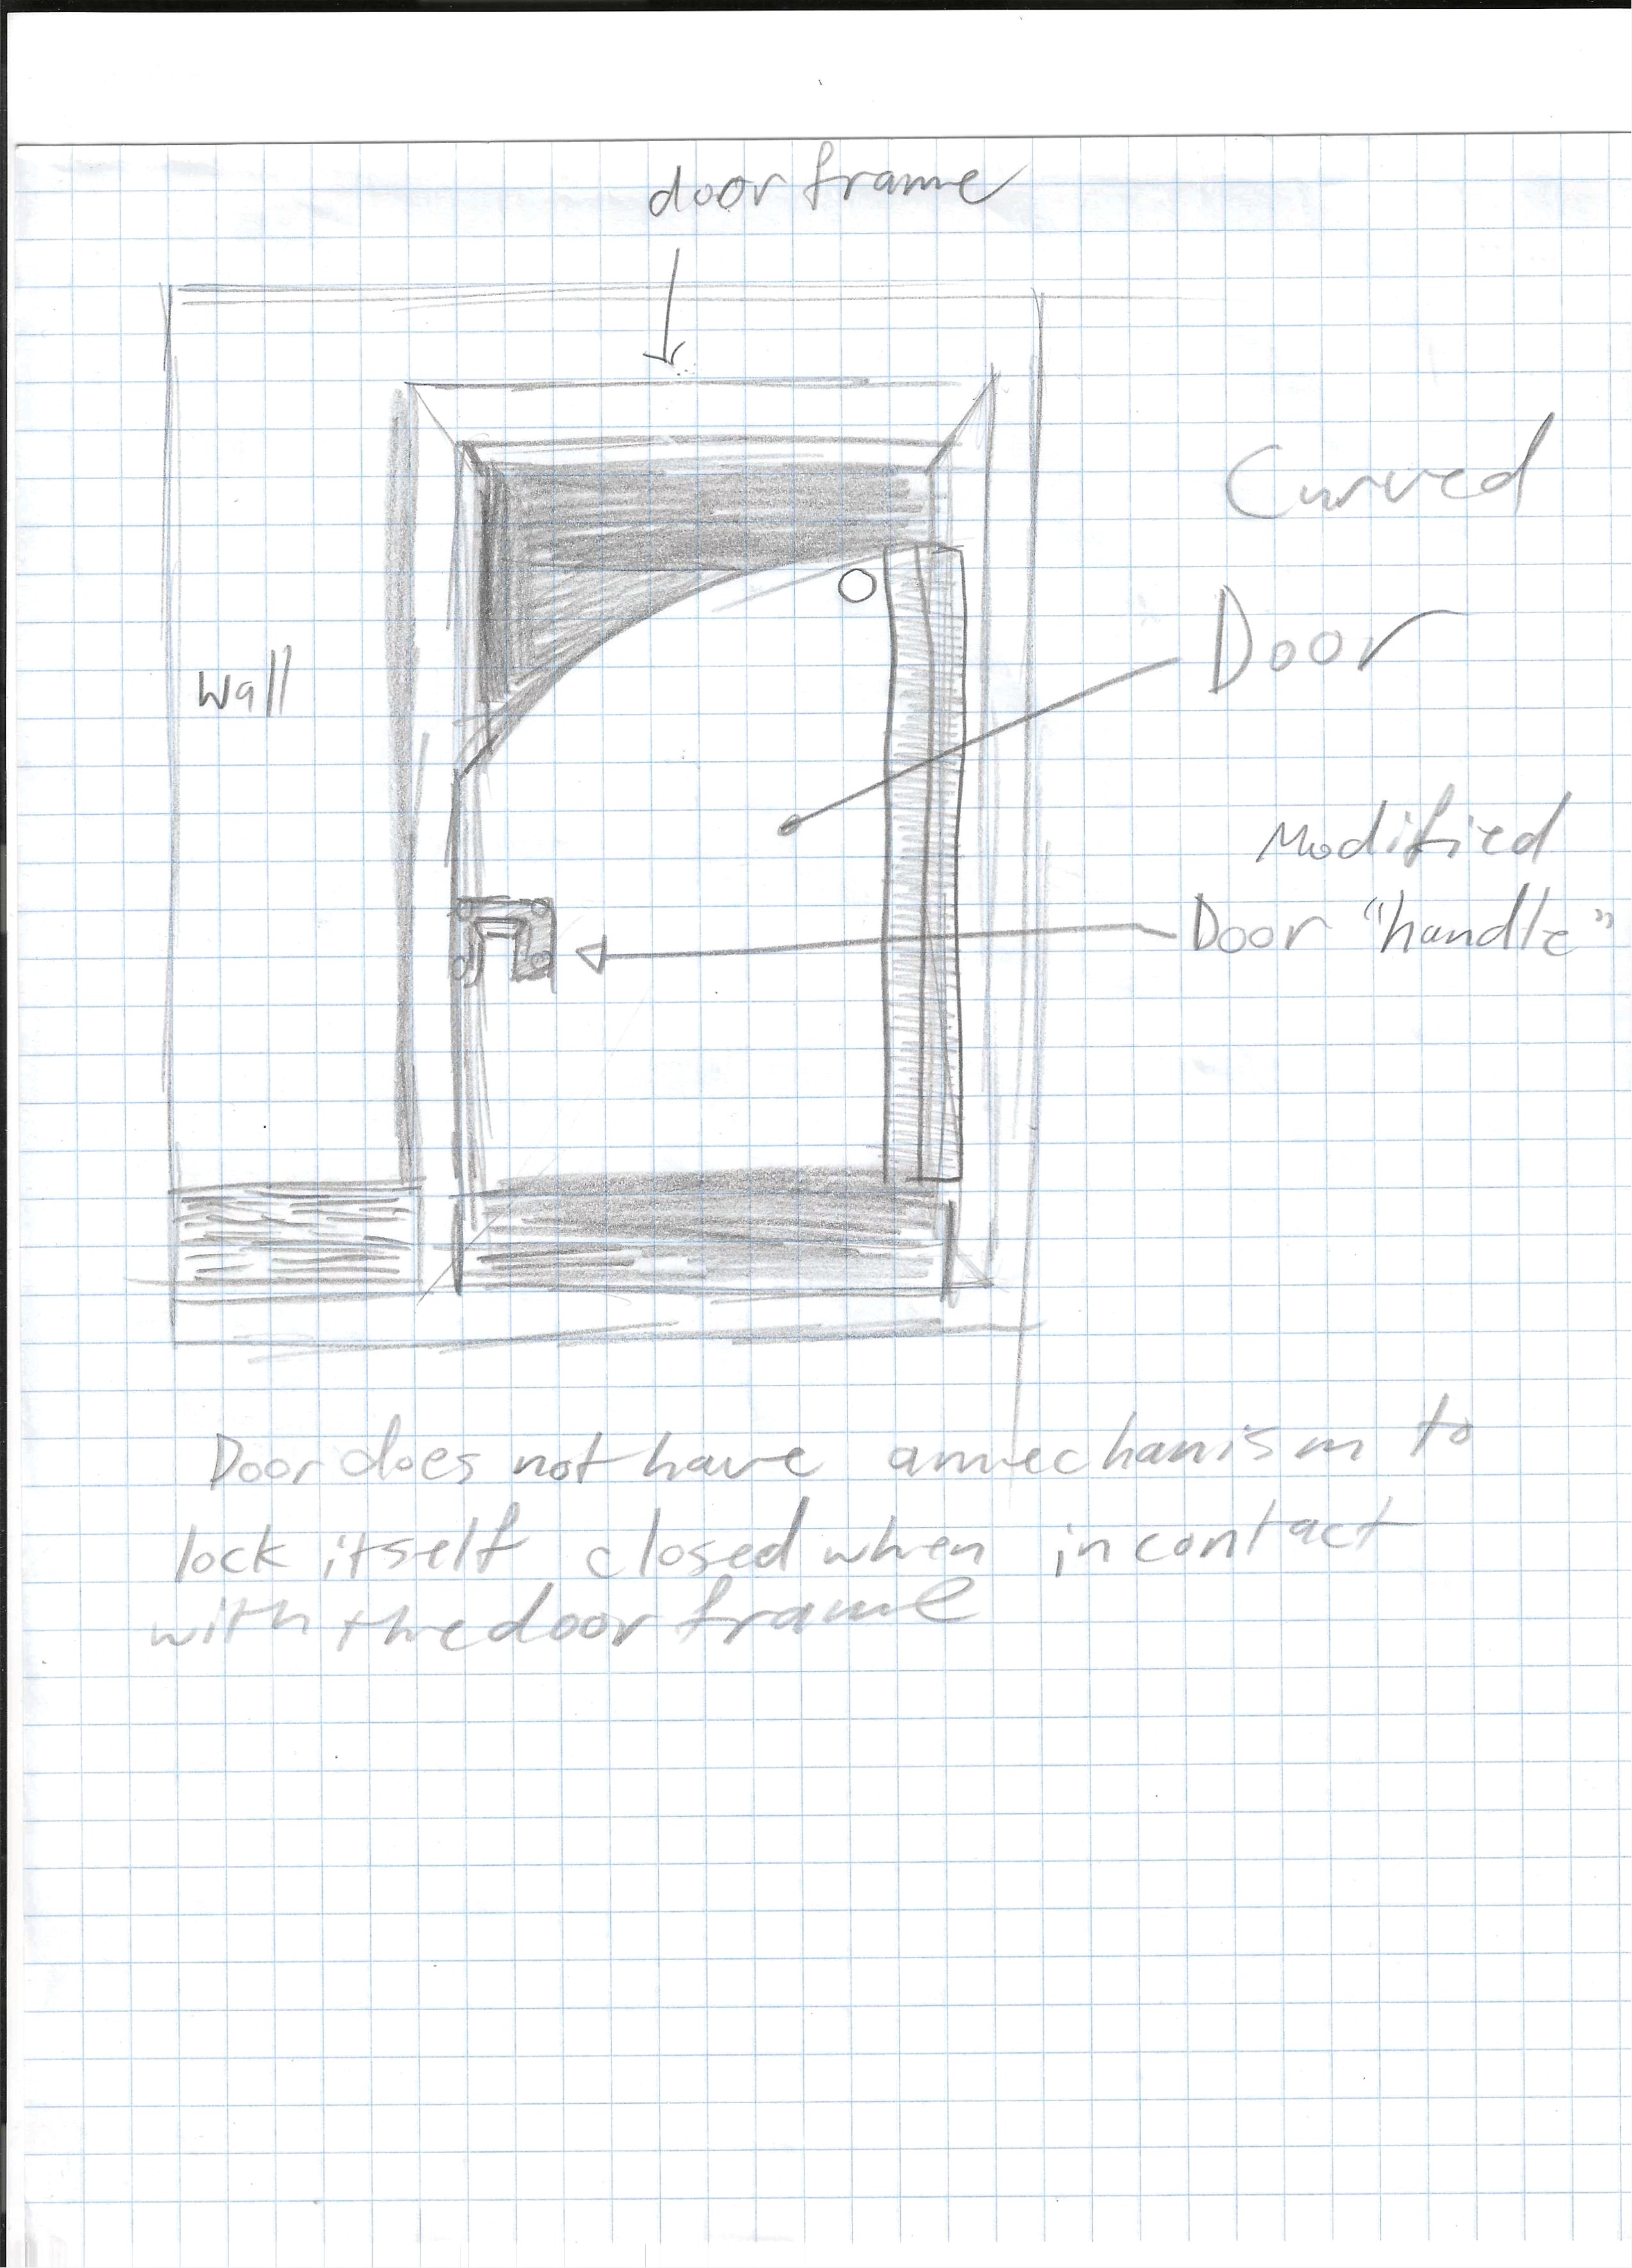 door frame
Curved
Door
wall
Modified
Door "handle"
Door does not have a mechanism to
lock itself closed when in contact
with the door frame